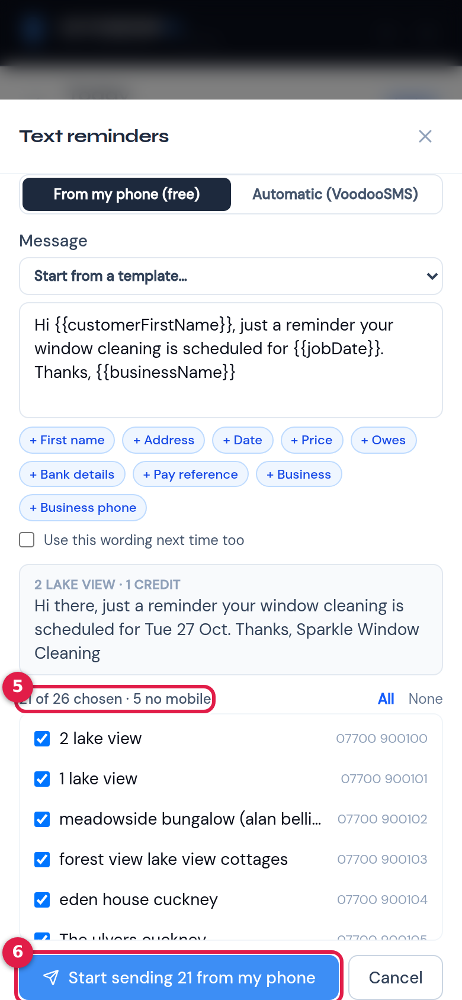 Text reminders
From my phone (free)
Automatic (VoodooSMS)
Message
Start from a template...
Hi {{customerFirstName}}, just a reminder your
window cleaning is scheduled for {{jobDate}}.
Thanks, {{businessName}}
+ First name
+ Address
+ Date
+ Price
+ Owes
+ Bank details
+ Pay reference
+ Business
+ Business phone
Use this wording next time too
2 LAKE VIEW · 1 CREDIT
Hi there, just a reminder your window cleaning is
scheduled for Tue 27 Oct. Thanks, Sparkle Window
Cleaning
5
21 of 26 chosen · 5 no mobile
All
None
2 lake view
07700 900100
1 lake view
07700 900101
meadowside bungalow (alan belli...
07700 900102
forest view lake view cottages
07700 900103
eden house cuckney
07700 900104
The ulvers cuckney
07700 900105
6
Start sending 21 from my phone
Cancel